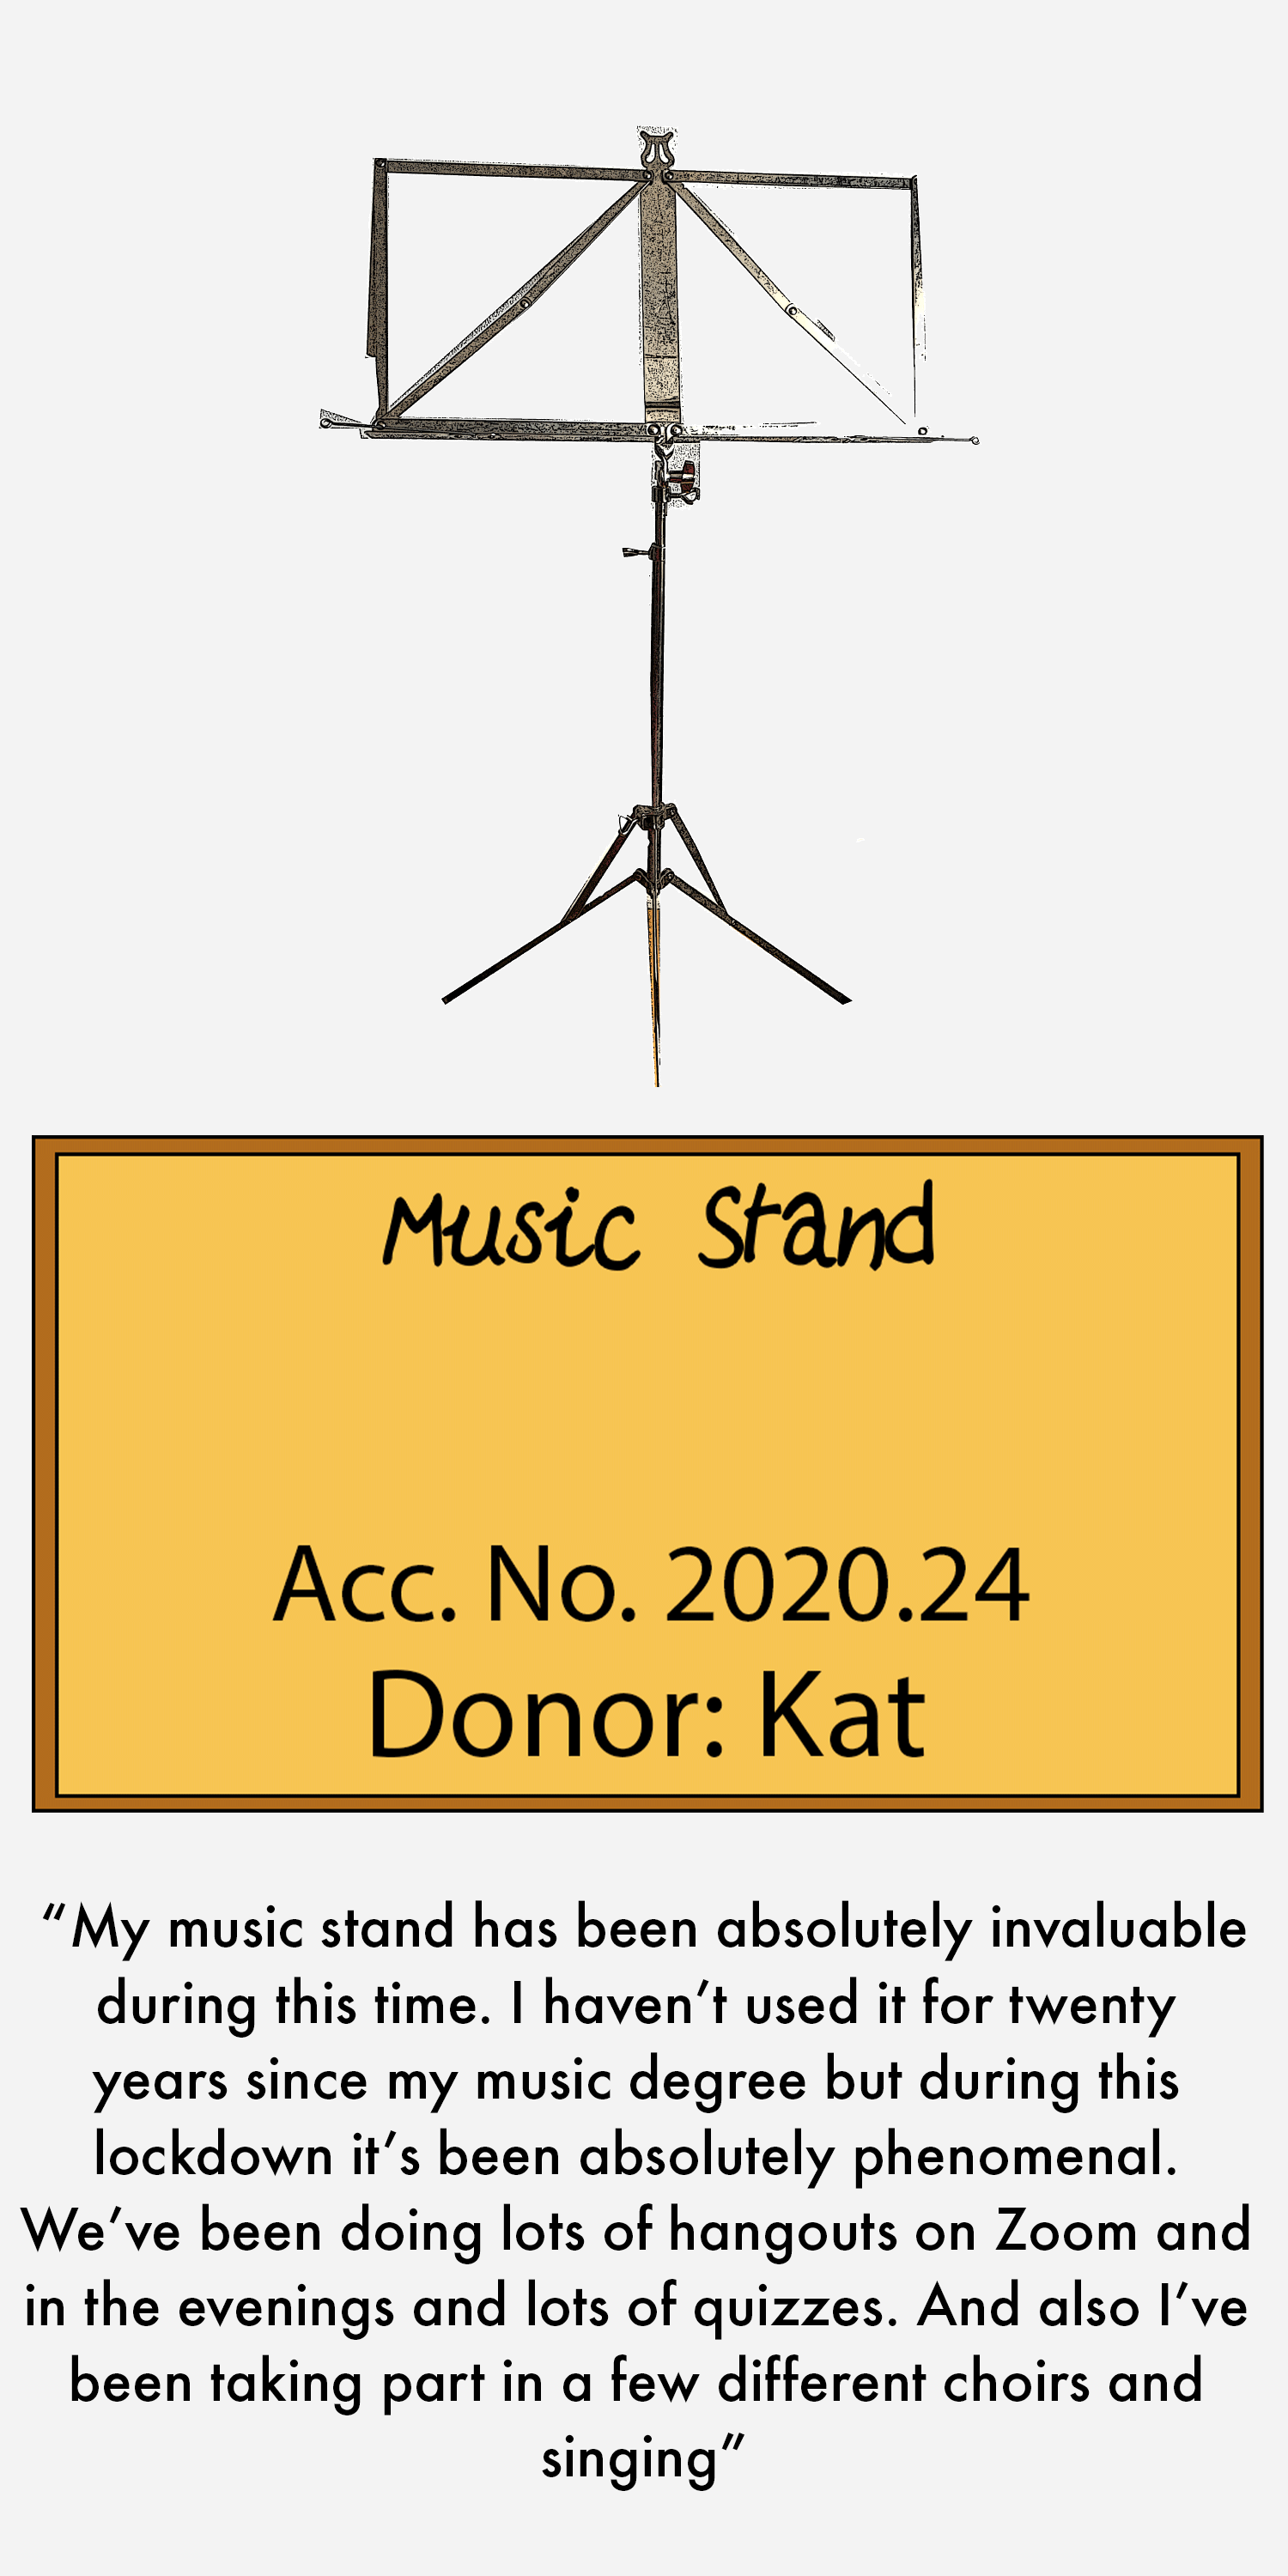 Music Stand
Acc. No. 2020.24
Donor: Kat
“My music stand has been absolutely invaluable
during this time. I haven’t used it for twenty
years since my music degree but during this
lockdown it’s been absolutely phenomenal.
We’ve been doing lots of hangouts on Zoom and
in the evenings and lots of quizzes. And also I’ve
been taking part in a few different choirs and
singing”